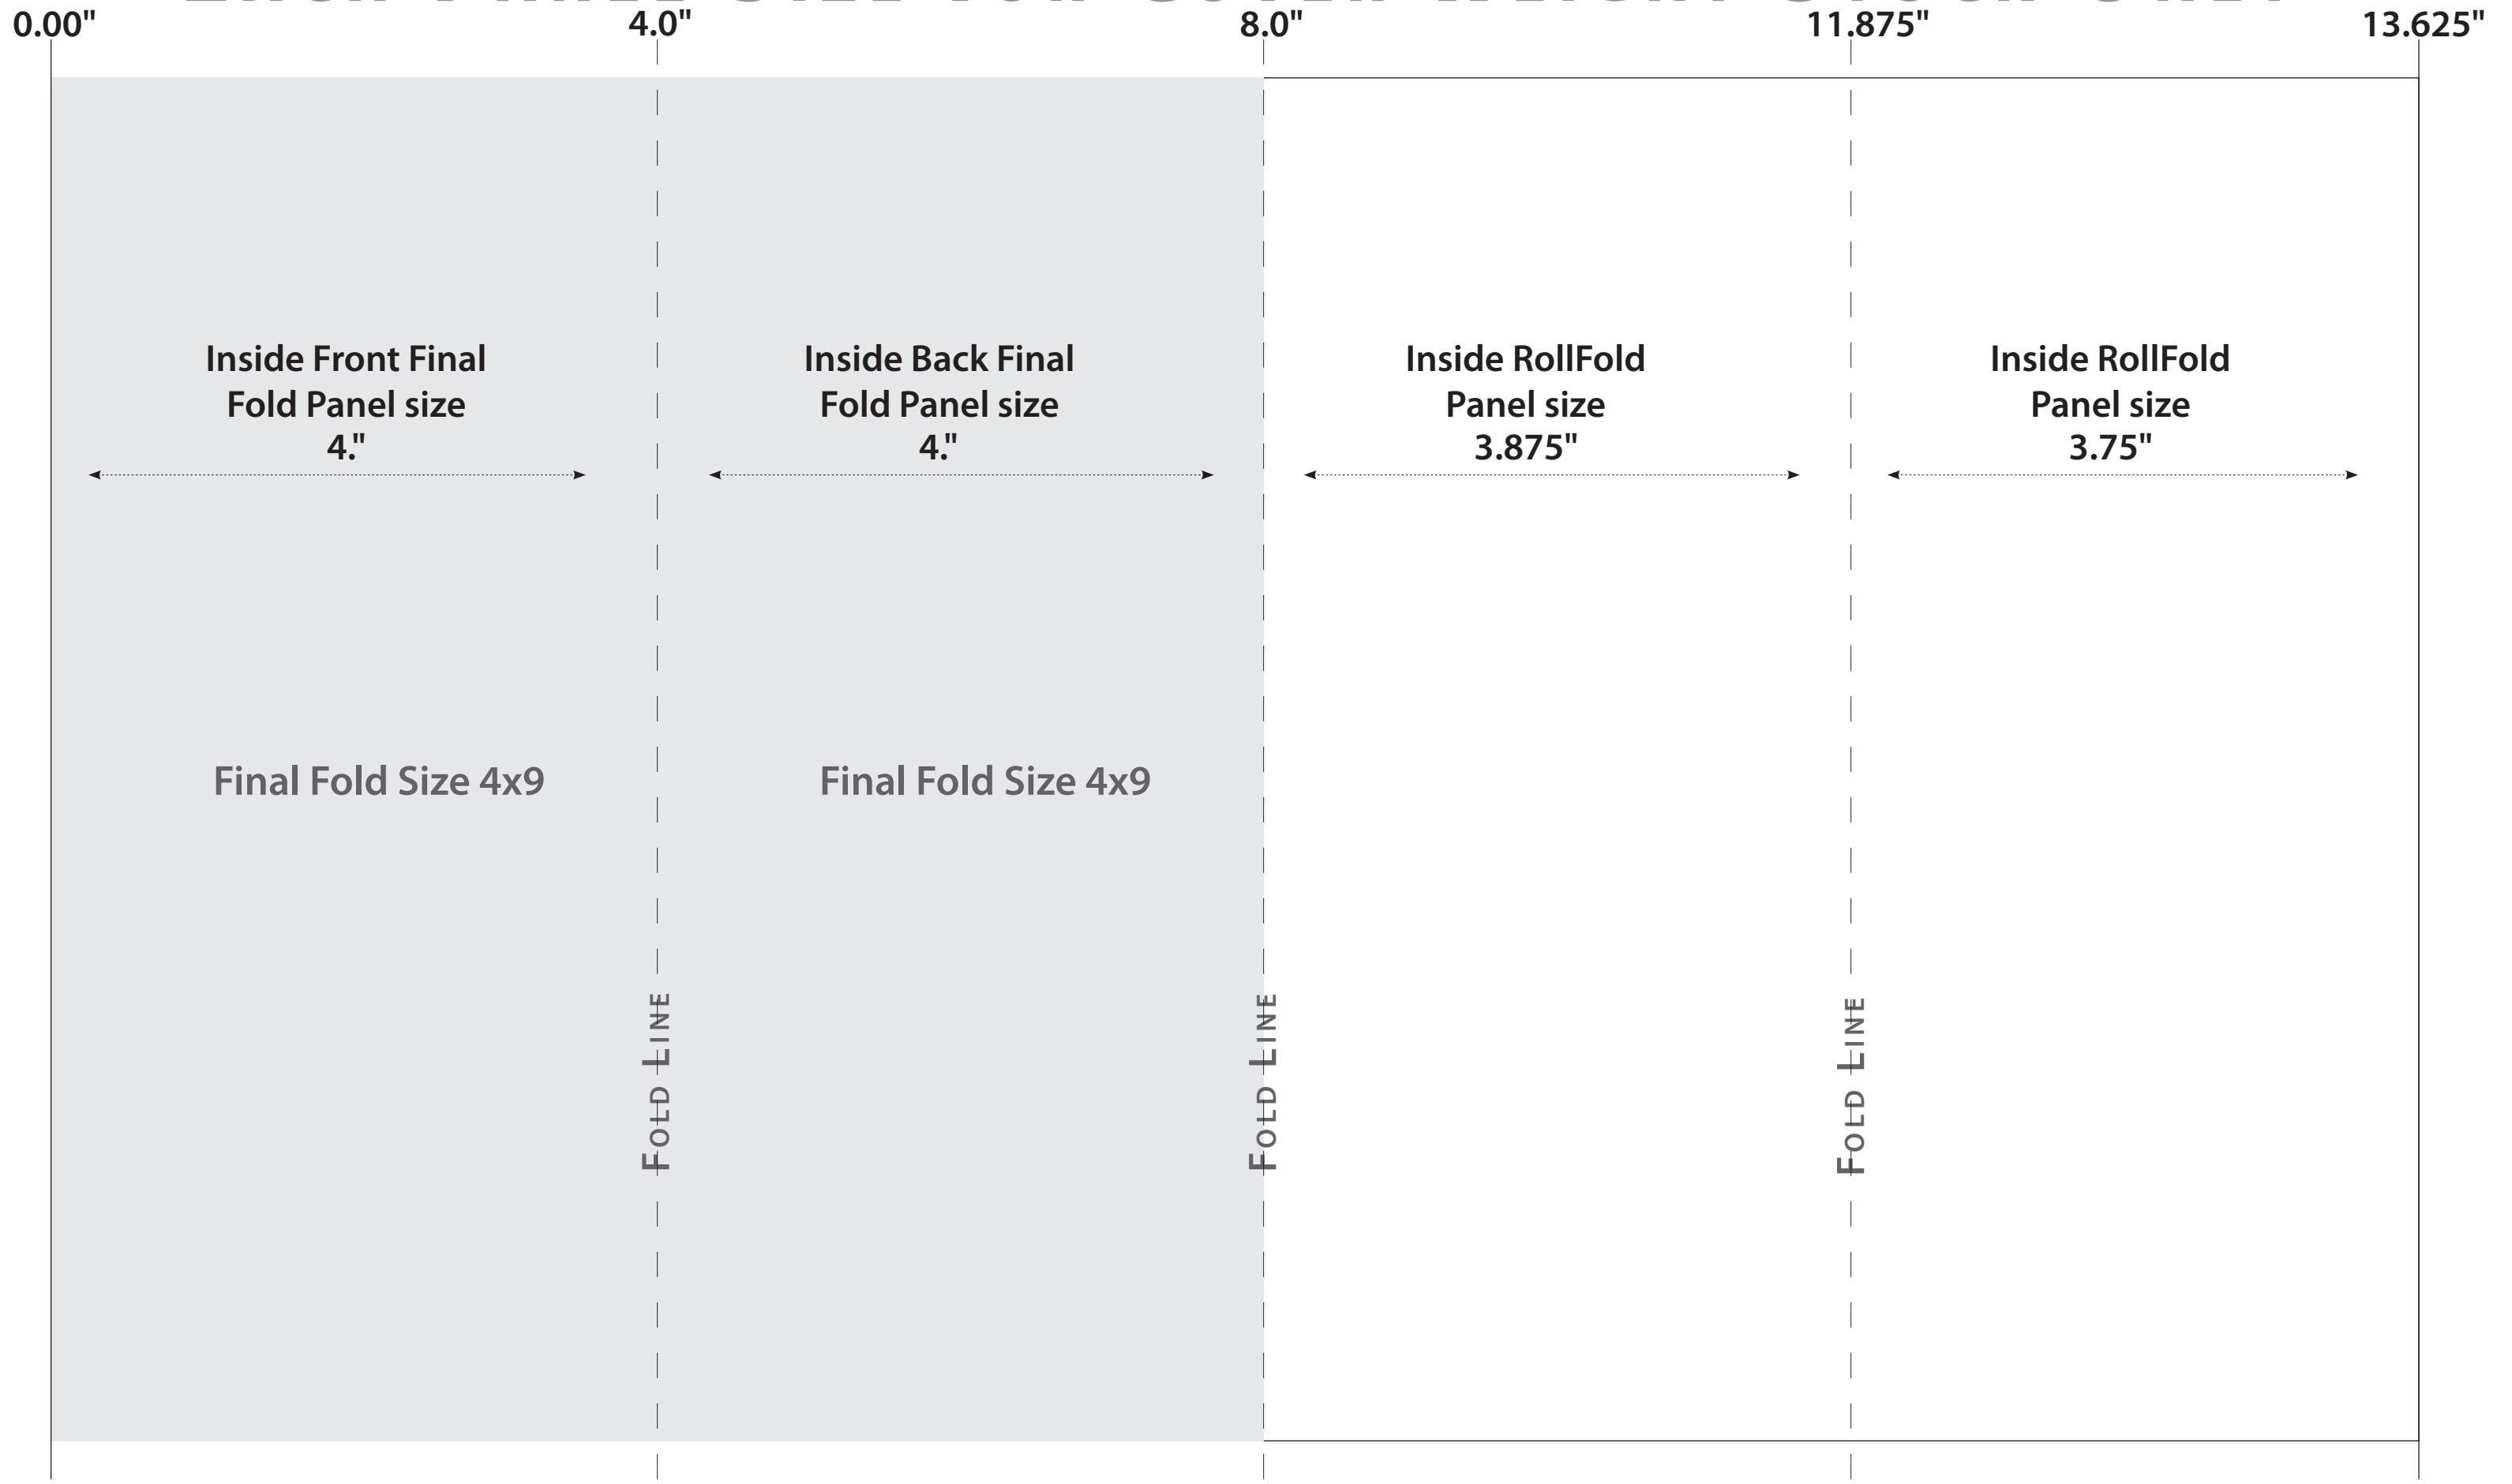 0.00" 4.0" 8.0" 11.875" 13.625"
Inside Front Final
Fold Panel size
4."
Inside Back Final
Fold Panel size
4."
Inside RollFold
Panel size
3.875"
Inside RollFold
Panel size
3.75"
Final Fold Size 4x9
Final Fold Size 4x9
Fold Line
Fold Line
Fold Line